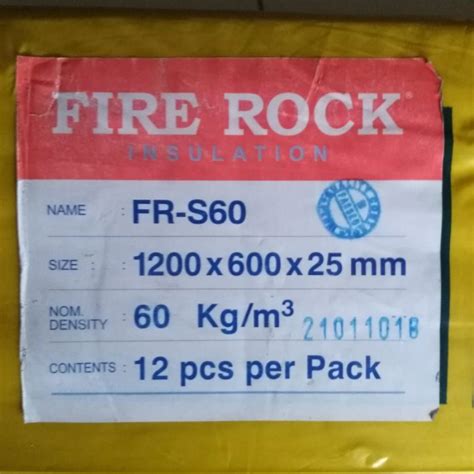 FIRE ROCK®
INSULATION
NAME : FR-S60
SIZE : 1200 x 600 x 25 mm
NOM. DENSITY : 60 Kg/m³ 21011018
CONTENTS : 12 pcs per Pack
PASSED